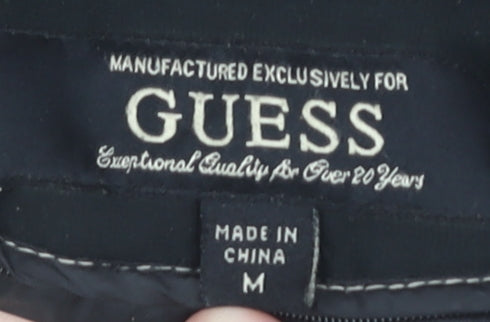 MANUFACTURED EXCLUSIVELY FOR
GUESS
Exceptional Quality for Over 20 Years
MADE IN
CHINA
M